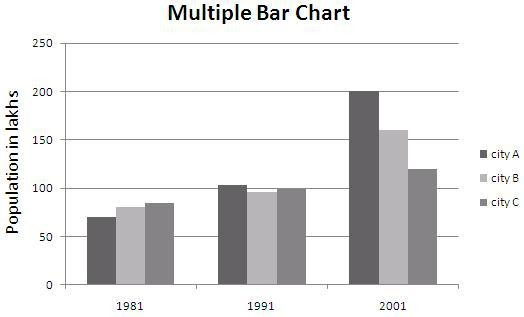 Multiple Bar Chart
Population in lakhs
250
200
150
100
50
0
1981 1991 2001
city A
city B
city C